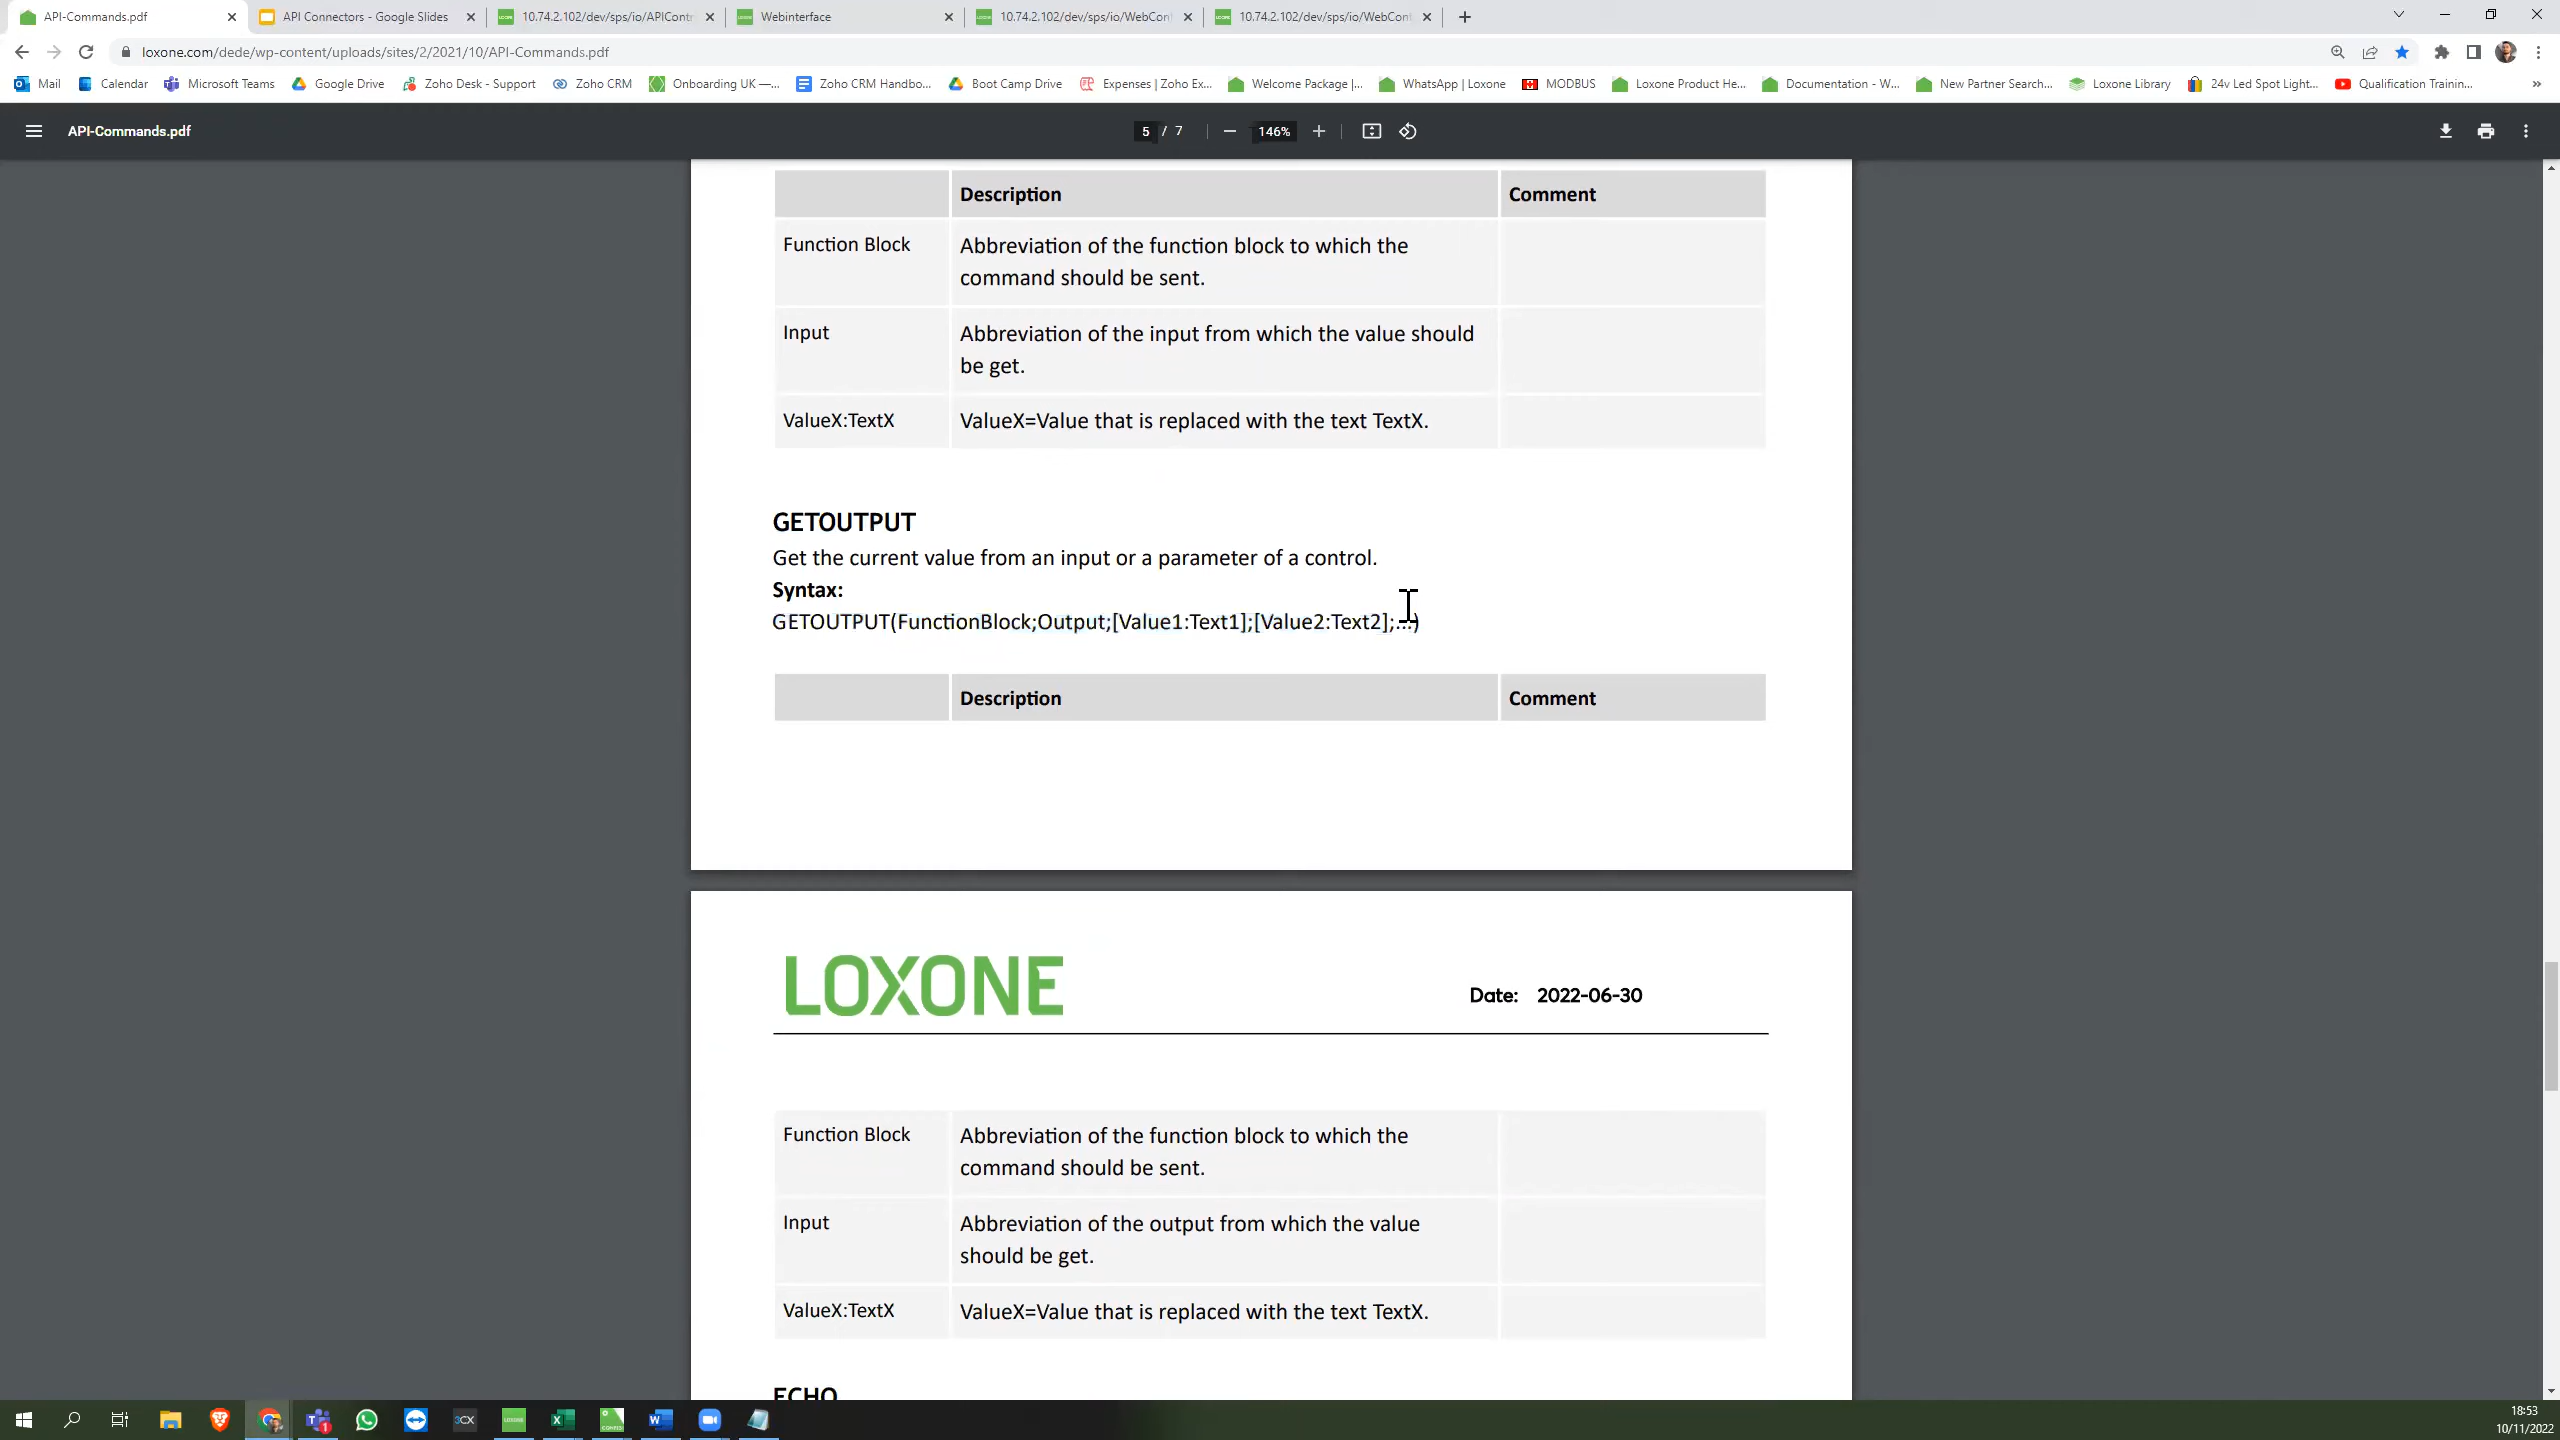 API-Commands.pdf
API Connectors - Google Slides
10.74.2.102/dev/sps/io/APIContr
Webinterface
10.74.2.102/dev/sps/io/WebCont
10.74.2.102/dev/sps/io/WebCont
loxone.com/dede/wp-content/uploads/sites/2/2021/10/API-Commands.pdf
Mail
Calendar
Microsoft Teams
Google Drive
Zoho Desk - Support
Zoho CRM
Onboarding UK —...
Zoho CRM Handbo...
Boot Camp Drive
Expenses | Zoho Ex...
Welcome Package |...
WhatsApp | Loxone
MODBUS
Loxone Product He...
Documentation - W...
New Partner Search...
Loxone Library
24v Led Spot Light...
Qualification Trainin...
»
API-Commands.pdf
5 / 7
146%
Description Comment
Function Block
Abbreviation of the function block to which the
command should be sent.
Input
Abbreviation of the input from which the value should
be get.
ValueX:TextX
ValueX=Value that is replaced with the text TextX.
GETOUTPUT
Get the current value from an input or a parameter of a control.
Syntax:
GETOUTPUT(FunctionBlock;Output;[Value1:Text1];[Value2:Text2];...)
Description Comment
LOXONE
Date: 2022-06-30
Function Block
Abbreviation of the function block to which the
command should be sent.
Input
Abbreviation of the output from which the value
should be get.
ValueX:TextX
ValueX=Value that is replaced with the text TextX.
ECHO
1
3CX
LOXONE
CONFIG
18:53
10/11/2022